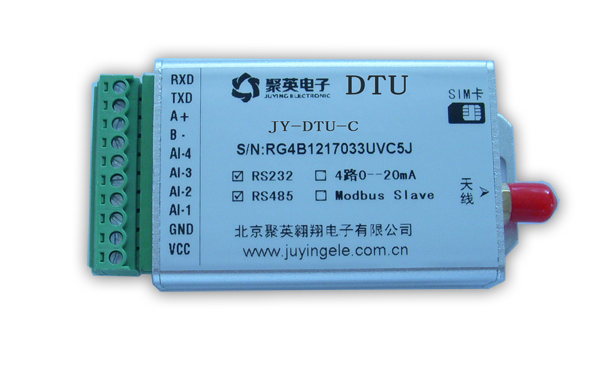 RXD
TXD
A+
B-
AI-4
AI-3
AI-2
AI-1
GND
VCC
聚英电子 DTU
JUYING ELECTRONIC
SIM卡
JY-DTU-C
S/N:RG4B1217033UVC5J
☑ RS232 ☐ 4路0--20mA
☑ RS485 ☐ Modbus Slave
天线
北京聚英翱翔电子有限公司
www.juyingele.com.cn